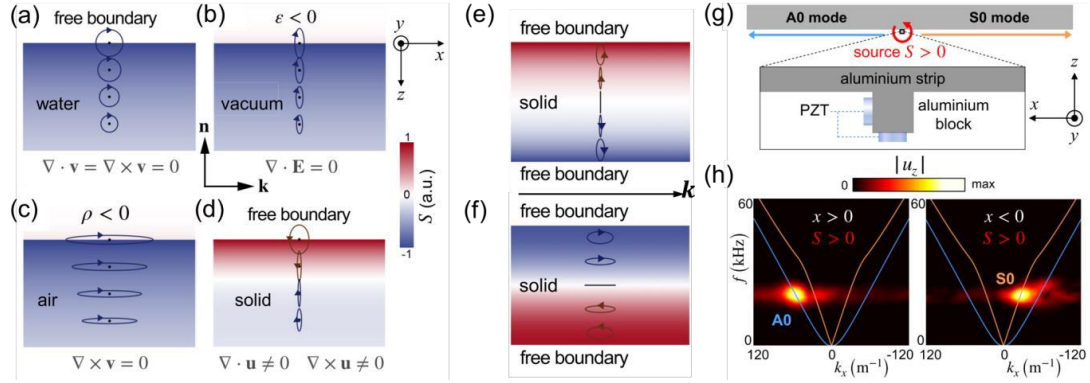 (a)
free boundary
water
∇ · v = ∇ × v = 0
(b)
ε < 0
vacuum
∇ · E = 0
y
x
z
n
k
S (a.u.)
1
0
-1
(c)
ρ < 0
air
∇ × v = 0
(d)
free boundary
solid
∇ · u ≠ 0 ∇ × u ≠ 0
(e)
free boundary
solid
free boundary
k
(f)
free boundary
solid
free boundary
(g)
A0 mode
S0 mode
source S > 0
aluminium strip
PZT
aluminium
block
z
x
y
(h)
|u_z|
0
max
60
f (kHz)
0
x > 0
S > 0
A0
120
0
-120
60
0
x < 0
S > 0
S0
120
0
-120
k_x (m⁻¹)
k_x (m⁻¹)